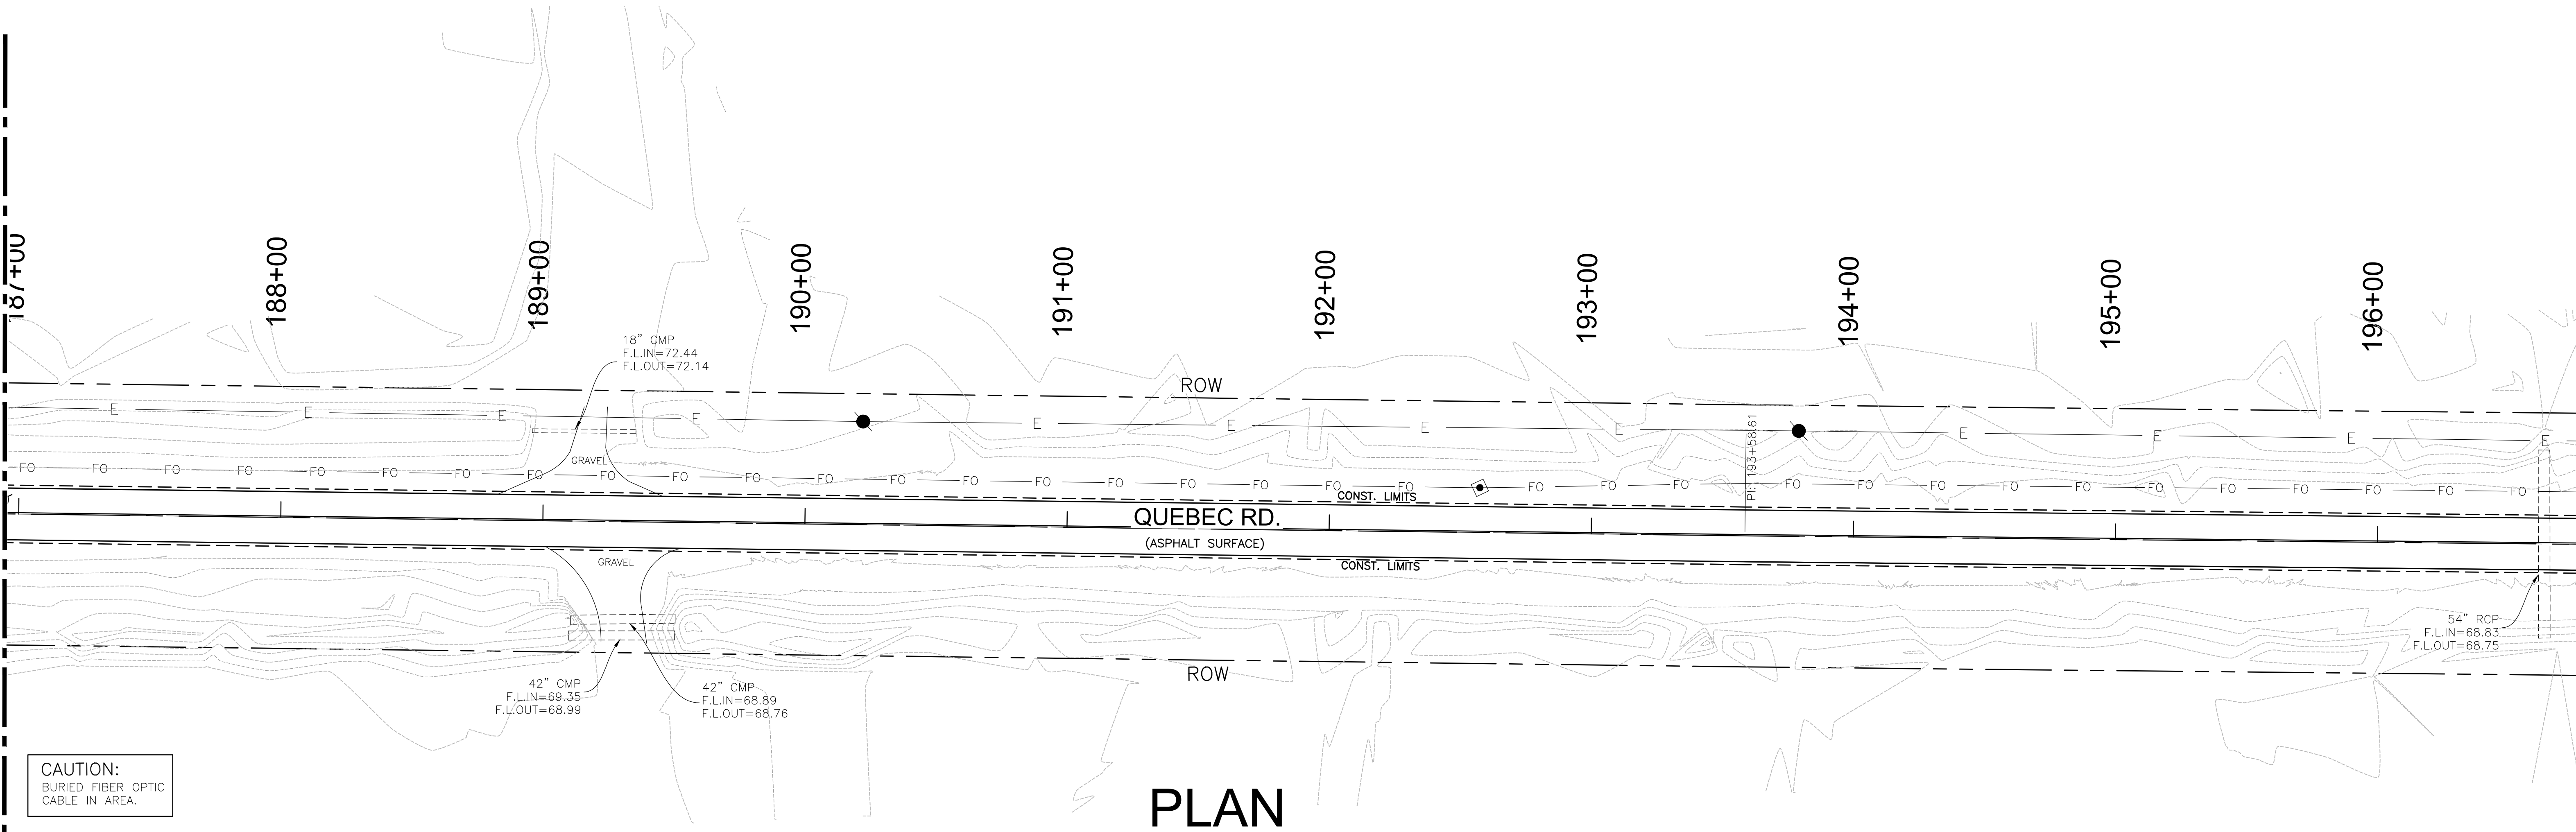 187+00
188+00
189+00
190+00
191+00
192+00
193+00
194+00
195+00
196+00
18" CMP
F.L.IN=72.44
F.L.OUT=72.14
ROW
E E E E E E E E E E E E E
PI: 193+58.61
GRAVEL
FO FO FO FO FO FO FO FO FO FO FO FO FO FO FO FO FO FO FO FO FO FO FO FO FO FO FO FO FO FO FO FO FO FO
CONST. LIMITS
QUEBEC RD.
(ASPHALT SURFACE)
GRAVEL
CONST. LIMITS
54" RCP
F.L.IN=68.83
F.L.OUT=68.75
ROW
42" CMP
F.L.IN=69.35
F.L.OUT=68.99
42" CMP
F.L.IN=68.89
F.L.OUT=68.76
CAUTION:
BURIED FIBER OPTIC
CABLE IN AREA.
PLAN